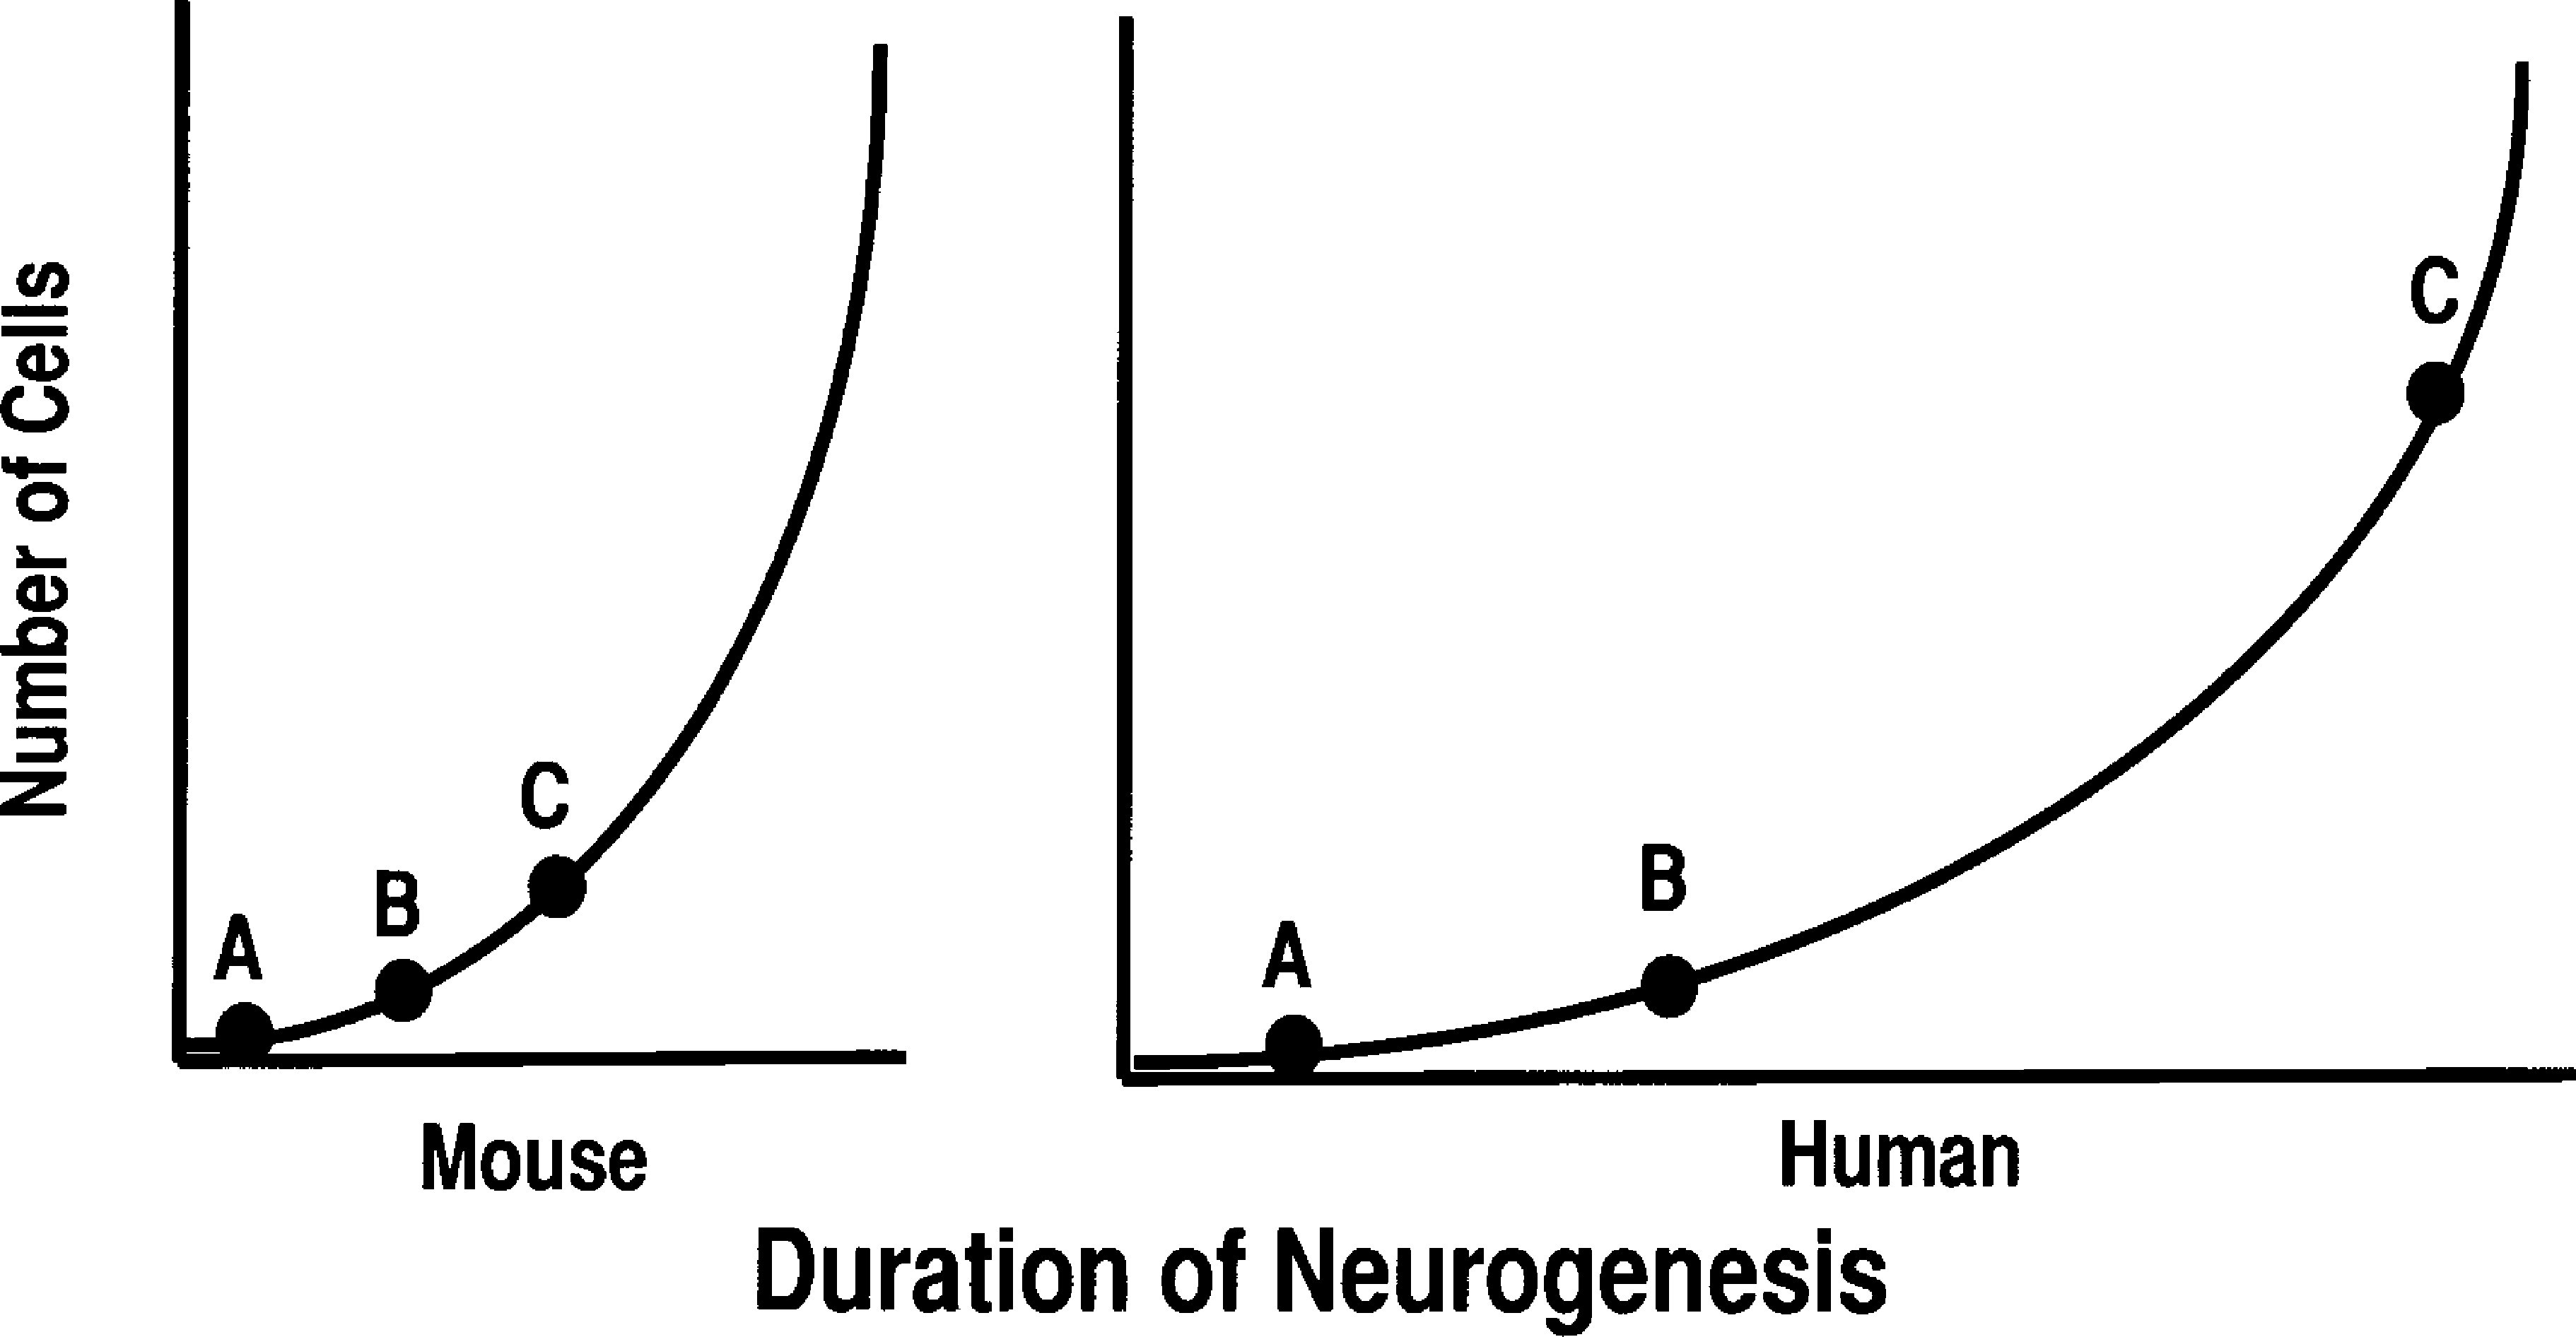 Number of Cells
A
B
C
Mouse
A
B
C
Human
Duration of Neurogenesis